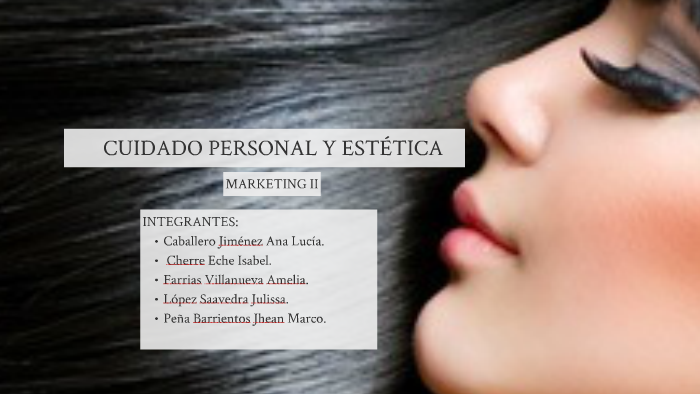 CUIDADO PERSONAL Y ESTÉTICA
MARKETING II
INTEGRANTES:
• Caballero Jiménez Ana Lucía.
• Cherre Eche Isabel.
• Farrias Villanueva Amelia.
• López Saavedra Julissa.
• Peña Barrientos Jhean Marco.